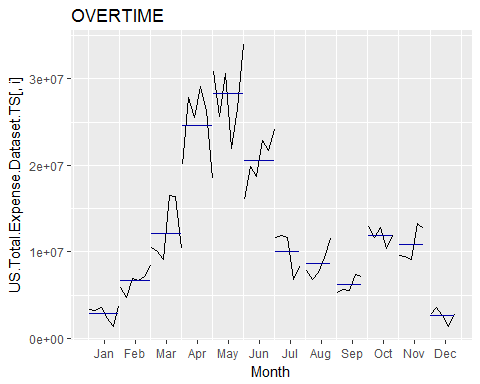 OVERTIME
US.Total.Expense.Dataset.TS[, i]
3e+07
2e+07
1e+07
0e+00
Jan Feb Mar Apr May Jun Jul Aug Sep Oct Nov Dec
Month